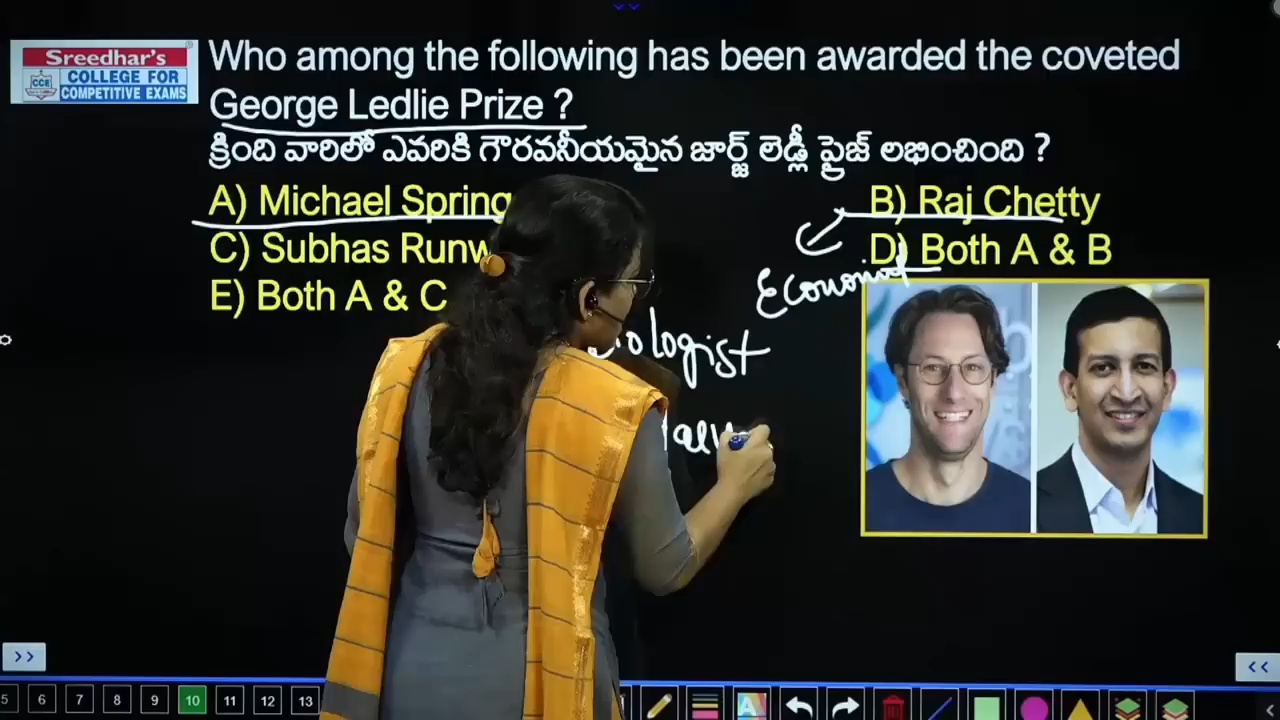 Sreedhar's
COLLEGE FOR
CCE
COMPETITIVE EXAMS
Who among the following has been awarded the coveted
George Ledlie Prize ?
క్రింది వారిలో ఎవరికి గౌరవనీయమైన జార్జ్ లెడ్లీ ప్రైజ్ లభించింది ?
A) Michael Spring
B) Raj Chetty
C) Subhas Runw
D) Both A & B
E) Both A & C
Economist
ologist
>>
<<
5 6 7 8 9 10 11 12 13
A